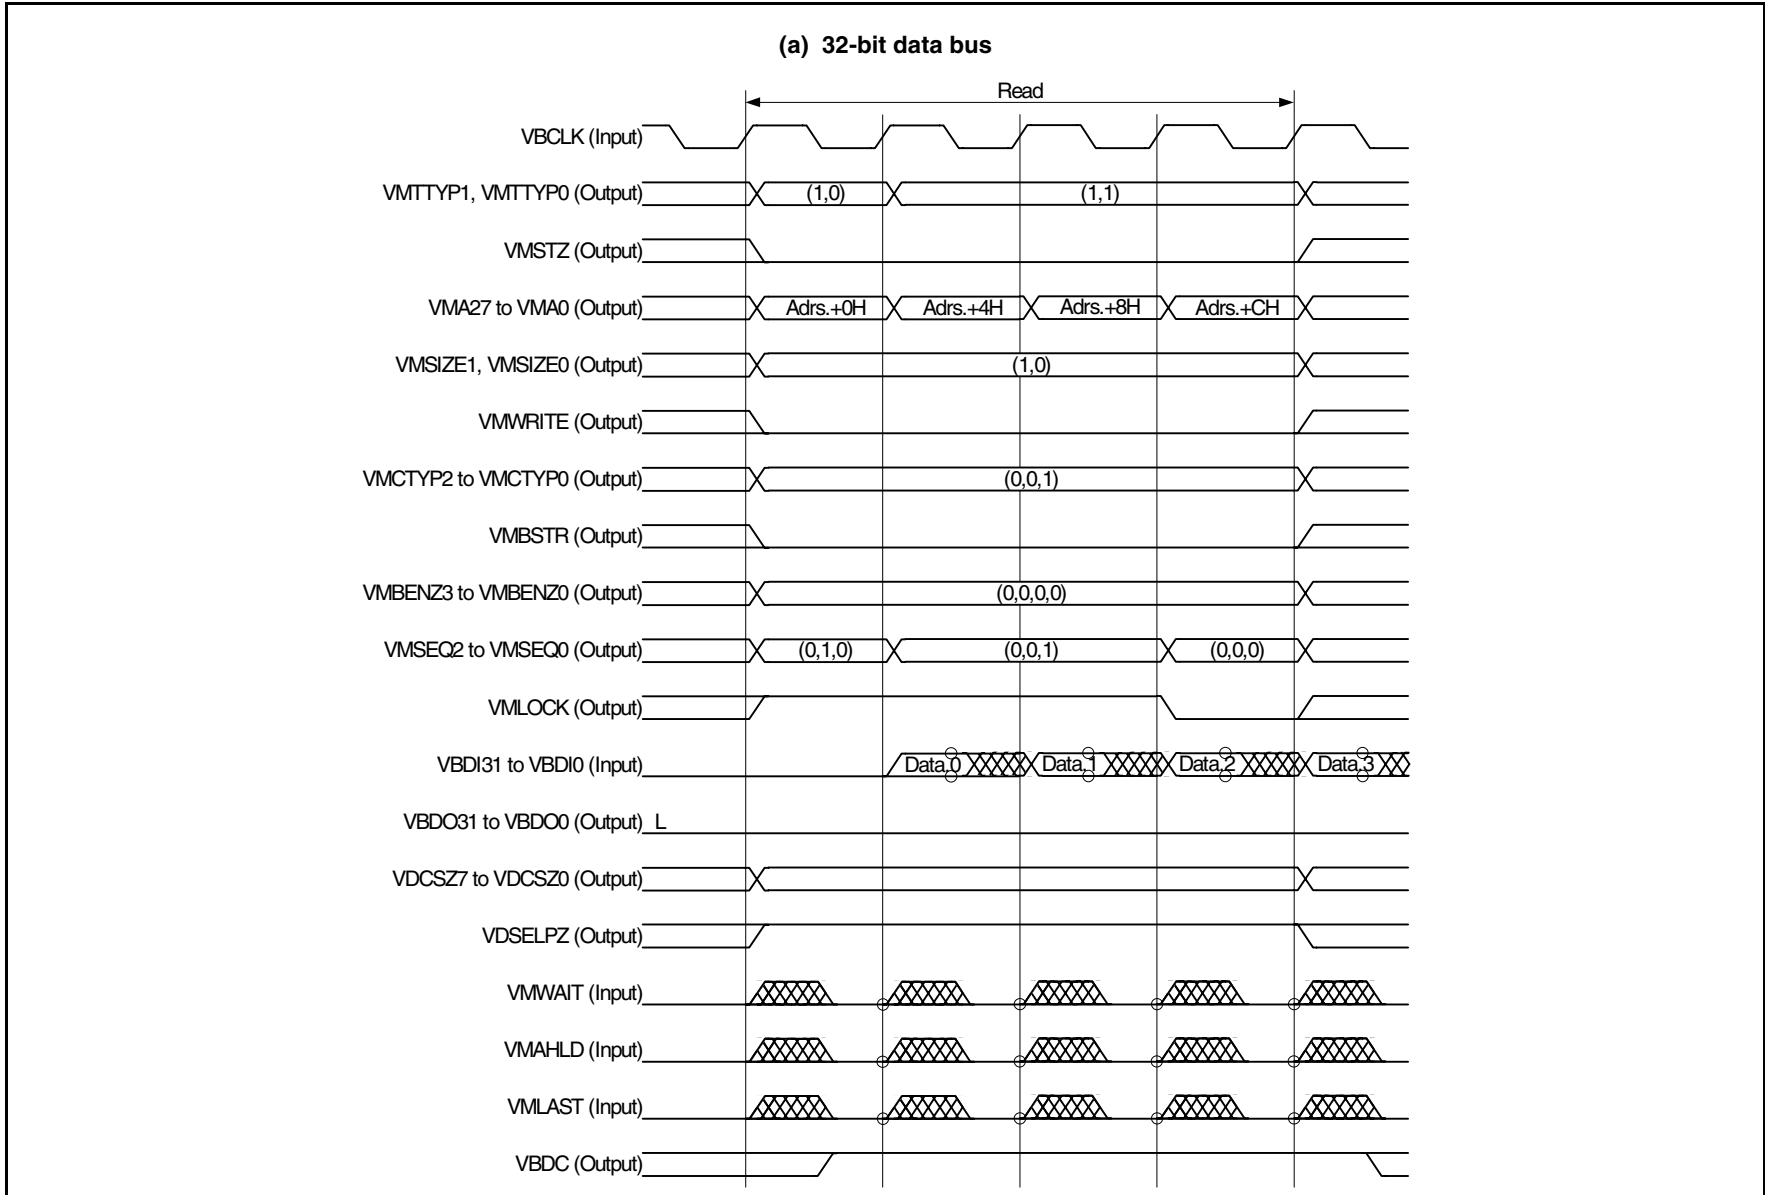 (a) 32-bit data bus
Read
VBCLK (Input)
VMTTYP1, VMTTYP0 (Output) (1,0) (1,1)
VMSTZ (Output)
VMA27 to VMA0 (Output) Adrs.+0H Adrs.+4H Adrs.+8H Adrs.+CH
VMSIZE1, VMSIZE0 (Output) (1,0)
VMWRITE (Output)
VMCTYP2 to VMCTYP0 (Output) (0,0,1)
VMBSTR (Output)
VMBENZ3 to VMBENZ0 (Output) (0,0,0,0)
VMSEQ2 to VMSEQ0 (Output) (0,1,0) (0,0,1) (0,0,0)
VMLOCK (Output)
VBDI31 to VBDI0 (Input) Data.0 Data.1 Data.2 Data.3
VBDO31 to VBDO0 (Output) L
VDCSZ7 to VDCSZ0 (Output)
VDSELPZ (Output)
VMWAIT (Input)
VMAHLD (Input)
VMLAST (Input)
VBDC (Output)